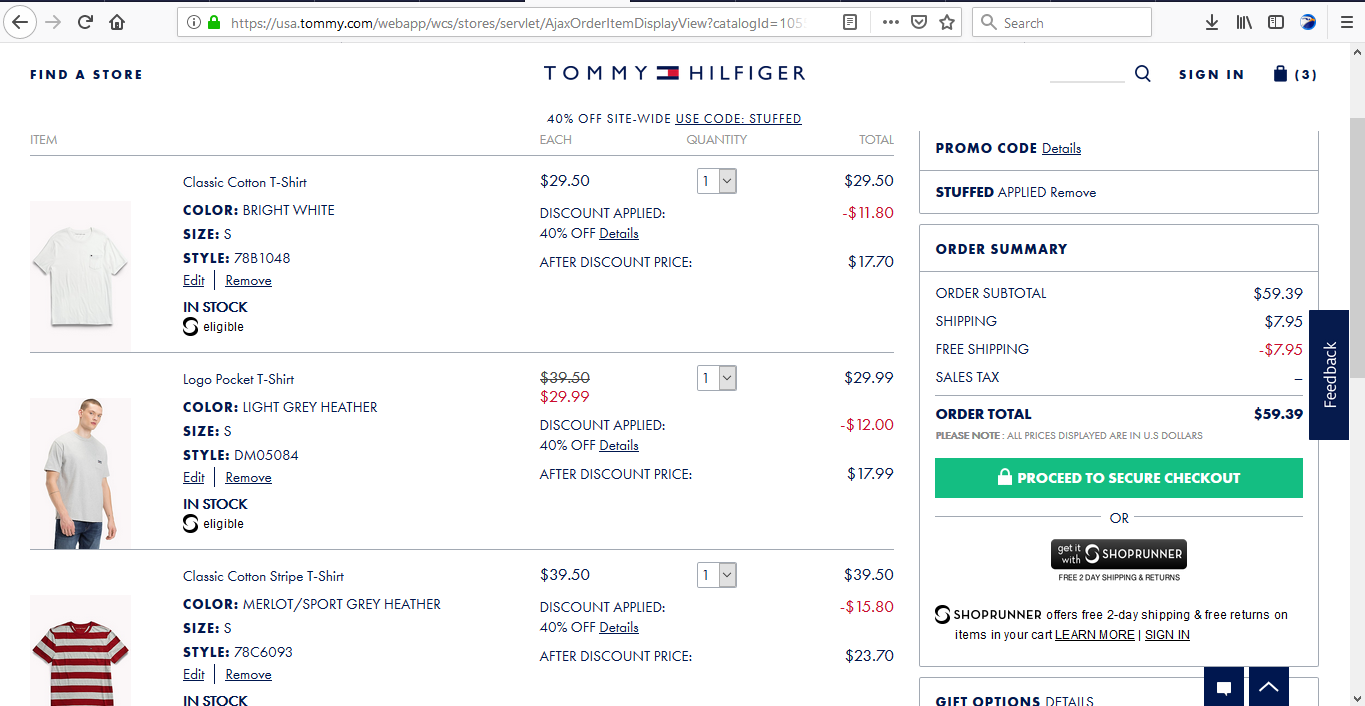 https://usa.tommy.com/webapp/wcs/stores/servlet/AjaxOrderItemDisplayView?catalogId=105
Search
FIND A STORE
TOMMY HILFIGER
SIGN IN
(3)
40% OFF SITE-WIDE USE CODE: STUFFED
ITEM EACH QUANTITY TOTAL
Classic Cotton T-Shirt $29.50 1 $29.50
COLOR: BRIGHT WHITE DISCOUNT APPLIED: -$11.80
SIZE: S 40% OFF Details
STYLE: 78B1048 AFTER DISCOUNT PRICE: $17.70
Edit | Remove
IN STOCK
eligible
Logo Pocket T-Shirt $39.50 1 $29.99
$29.99
COLOR: LIGHT GREY HEATHER DISCOUNT APPLIED: -$12.00
SIZE: S 40% OFF Details
STYLE: DM05084 AFTER DISCOUNT PRICE: $17.99
Edit | Remove
IN STOCK
eligible
Classic Cotton Stripe T-Shirt $39.50 1 $39.50
COLOR: MERLOT/SPORT GREY HEATHER DISCOUNT APPLIED: -$15.80
SIZE: S 40% OFF Details
STYLE: 78C6093 AFTER DISCOUNT PRICE: $23.70
Edit | Remove
IN STOCK
PROMO CODE Details
STUFFED APPLIED Remove
ORDER SUMMARY
ORDER SUBTOTAL $59.39
SHIPPING $7.95
FREE SHIPPING -$7.95
SALES TAX –
ORDER TOTAL $59.39
PLEASE NOTE : ALL PRICES DISPLAYED ARE IN U.S DOLLARS
PROCEED TO SECURE CHECKOUT
OR
get it with SHOPRUNNER
FREE 2 DAY SHIPPING & RETURNS
SHOPRUNNER offers free 2-day shipping & free returns on
items in your cart LEARN MORE | SIGN IN
GIFT OPTIONS DETAILS
Feedback